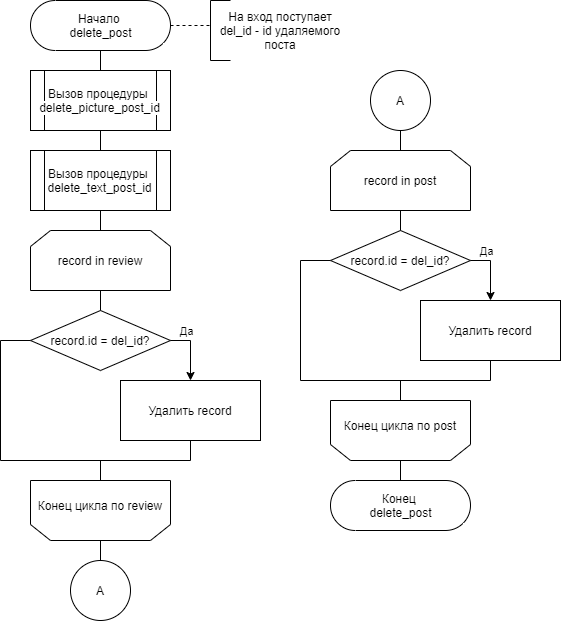 Начало
delete_post
На вход поступает
del_id - id удаляемого
поста
Вызов процедуры
delete_picture_post_id
Вызов процедуры
delete_text_post_id
record in review
record.id = del_id?
Да
Удалить record
Конец цикла по review
A
A
record in post
record.id = del_id?
Да
Удалить record
Конец цикла по post
Конец
delete_post